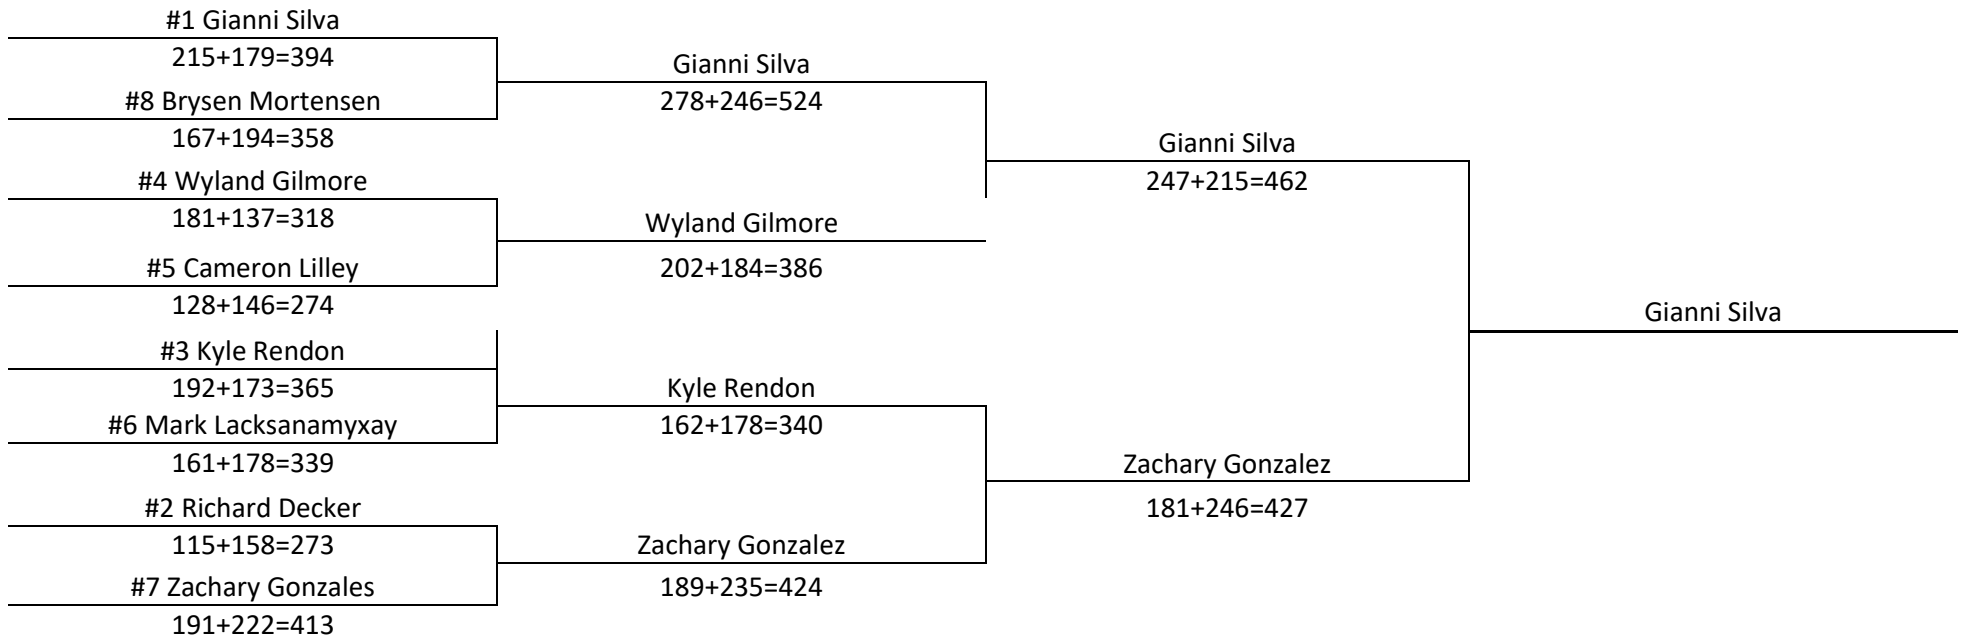 #1 Gianni Silva
215+179=394
#8 Brysen Mortensen
167+194=358
#4 Wyland Gilmore
181+137=318
#5 Cameron Lilley
128+146=274
#3 Kyle Rendon
192+173=365
#6 Mark Lacksanamyxay
161+178=339
#2 Richard Decker
115+158=273
#7 Zachary Gonzales
191+222=413
Gianni Silva
278+246=524
Wyland Gilmore
202+184=386
Kyle Rendon
162+178=340
Zachary Gonzalez
189+235=424
Gianni Silva
247+215=462
Zachary Gonzalez
181+246=427
Gianni Silva